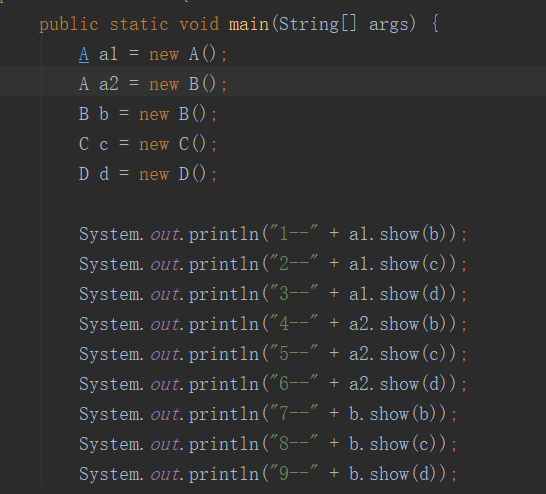 public static void main(String[] args) {
A a1 = new A();
A a2 = new B();
B b = new B();
C c = new C();
D d = new D();
System.out.println("1--" + a1.show(b));
System.out.println("2--" + a1.show(c));
System.out.println("3--" + a1.show(d));
System.out.println("4--" + a2.show(b));
System.out.println("5--" + a2.show(c));
System.out.println("6--" + a2.show(d));
System.out.println("7--" + b.show(b));
System.out.println("8--" + b.show(c));
System.out.println("9--" + b.show(d));